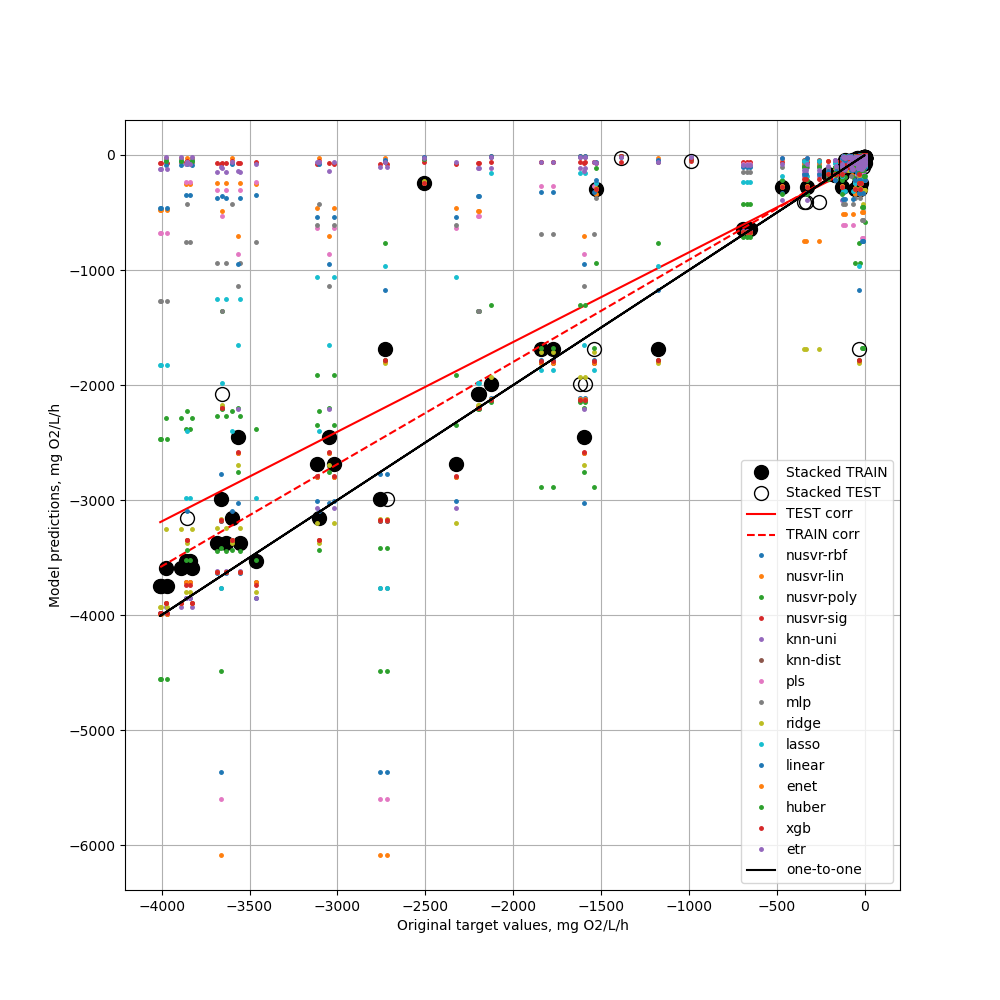 0
−1000
−2000
−3000
−4000
−5000
−6000
Model predictions, mg O2/L/h
−4000 −3500 −3000 −2500 −2000 −1500 −1000 −500 0
Original target values, mg O2/L/h
Stacked TRAIN
Stacked TEST
TEST corr
TRAIN corr
nusvr-rbf
nusvr-lin
nusvr-poly
nusvr-sig
knn-uni
knn-dist
pls
mlp
ridge
lasso
linear
enet
huber
xgb
etr
one-to-one